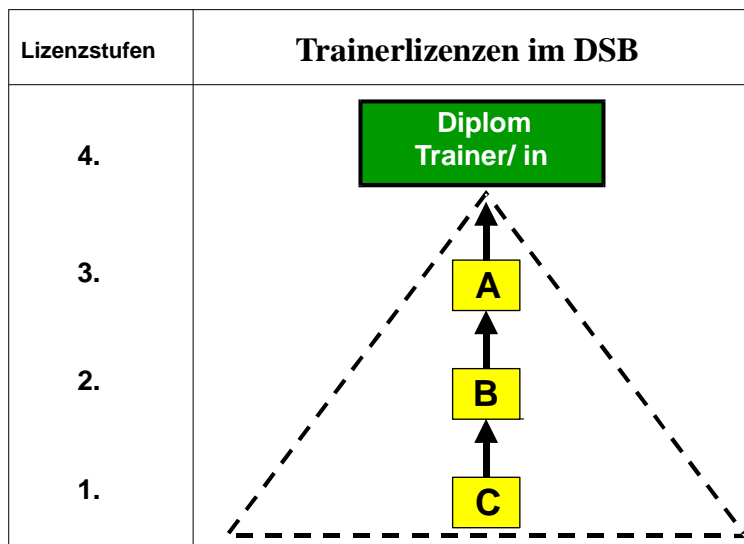 Lizenzstufen
Trainerlizenzen im DSB
4.
Diplom
Trainer/ in
3.
A
2.
B
1.
C